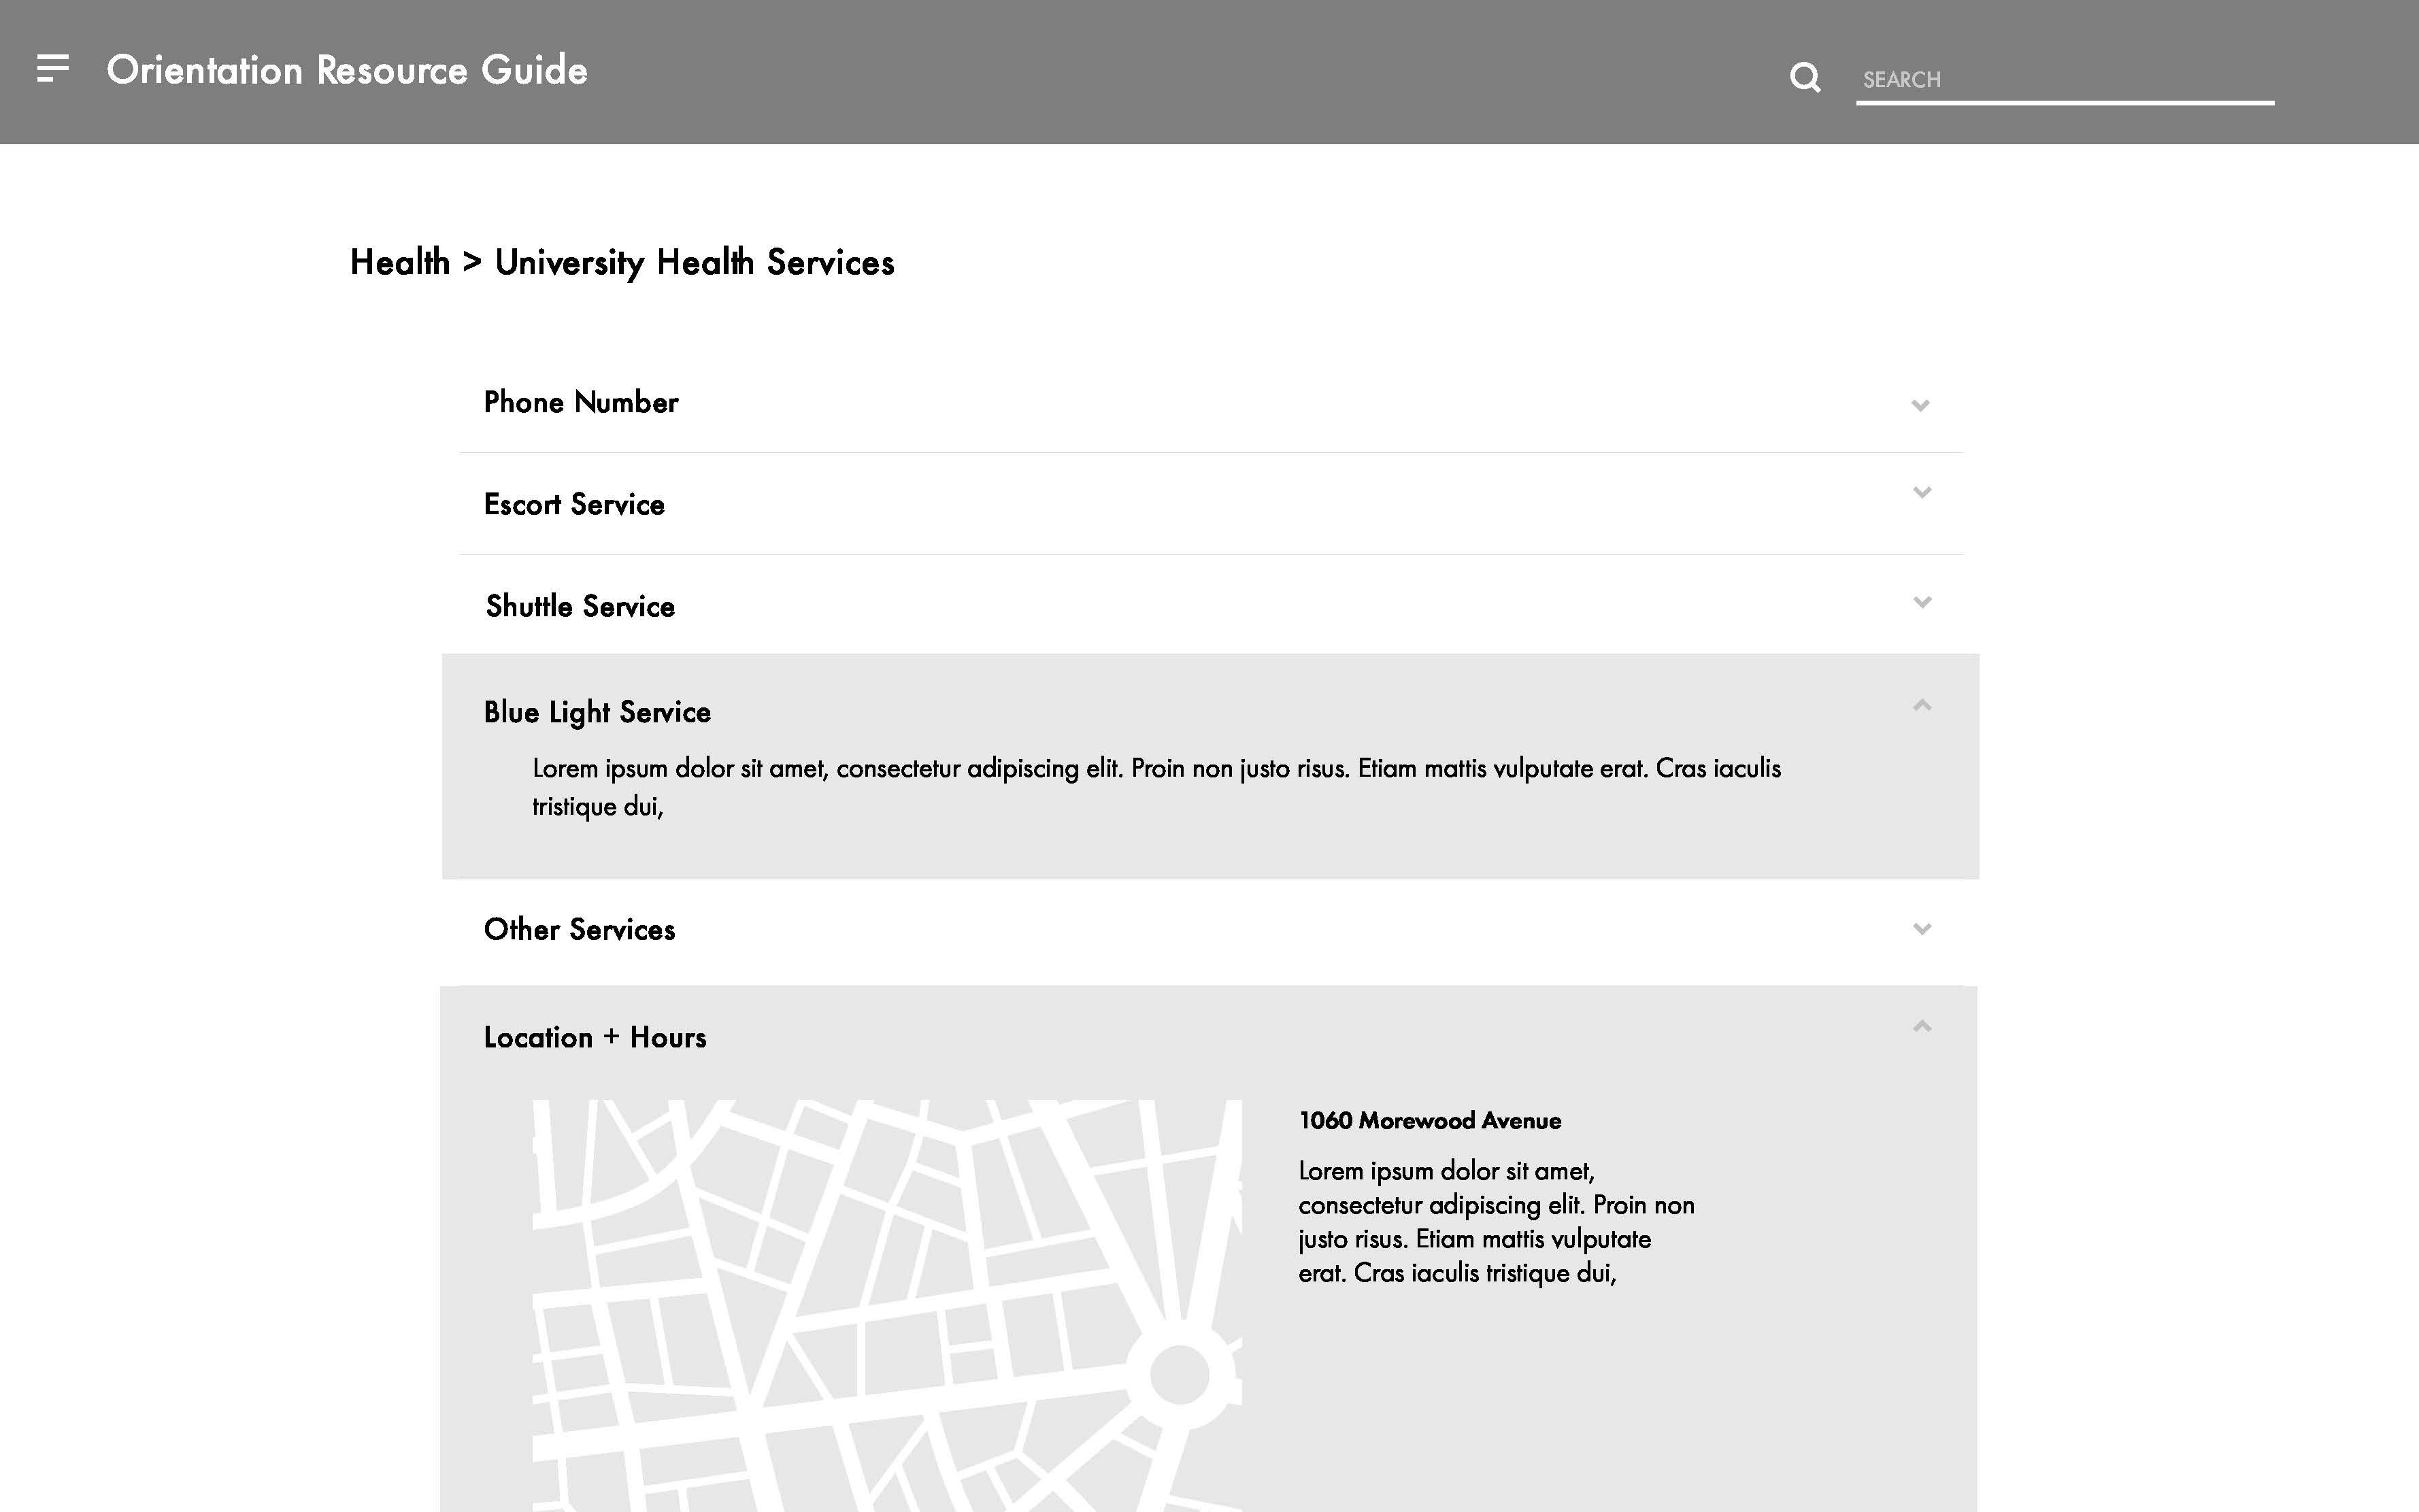 Orientation Resource Guide
SEARCH
Health > University Health Services
Phone Number
Escort Service
Shuttle Service
Blue Light Service
Lorem ipsum dolor sit amet, consectetur adipiscing elit. Proin non justo risus. Etiam mattis vulputate erat. Cras iaculis
tristique dui,
Other Services
Location + Hours
1060 Morewood Avenue
Lorem ipsum dolor sit amet,
consectetur adipiscing elit. Proin non
justo risus. Etiam mattis vulputate
erat. Cras iaculis tristique dui,